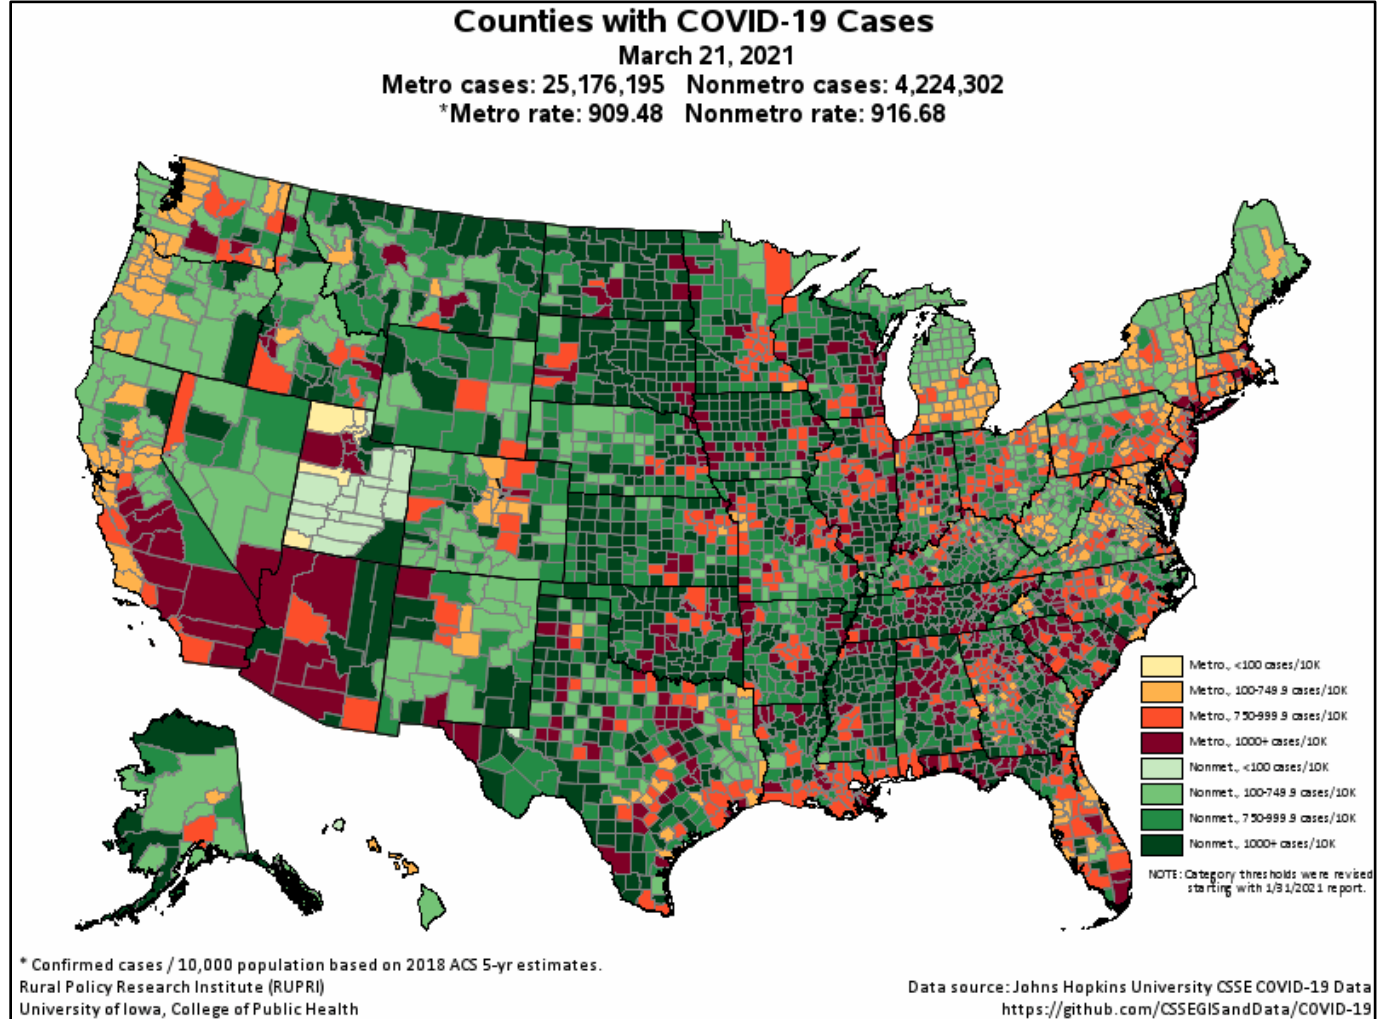 Counties with COVID-19 Cases
March 21, 2021
Metro cases: 25,176,195 Nonmetro cases: 4,224,302
*Metro rate: 909.48 Nonmetro rate: 916.68
Metro., <100 cases/10K
Metro., 100-749.9 cases/10K
Metro., 750-999.9 cases/10K
Metro., 1000+ cases/10K
Nonmet., <100 cases/10K
Nonmet., 100-749.9 cases/10K
Nonmet., 750-999.9 cases/10K
Nonmet., 1000+ cases/10K
NOTE: Category thresholds were revised
starting with 1/31/2021 report.
* Confirmed cases / 10,000 population based on 2018 ACS 5-yr estimates.
Rural Policy Research Institute (RUPRI)
University of Iowa, College of Public Health
Data source: Johns Hopkins University CSSE COVID-19 Data
https://github.com/CSSEGISandData/COVID-19